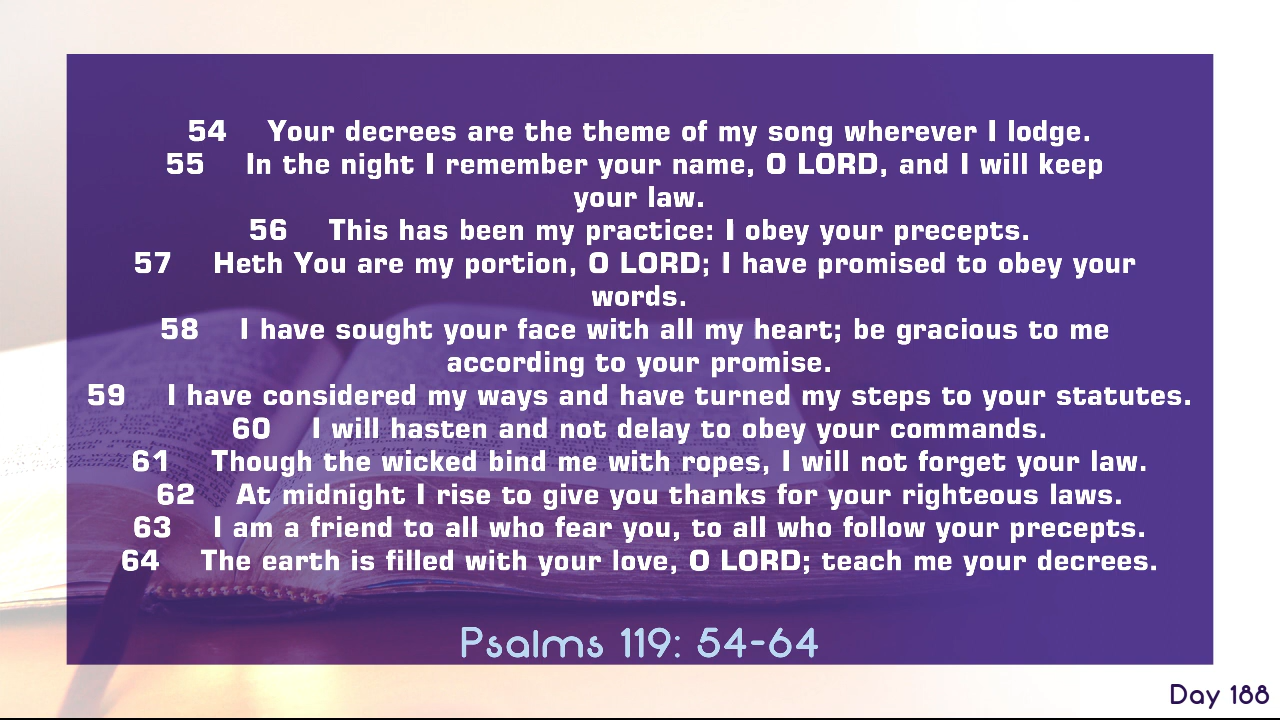 54 Your decrees are the theme of my song wherever I lodge.
55 In the night I remember your name, O LORD, and I will keep
your law.
56 This has been my practice: I obey your precepts.
57 Heth You are my portion, O LORD; I have promised to obey your
words.
58 I have sought your face with all my heart; be gracious to me
according to your promise.
59 I have considered my ways and have turned my steps to your statutes.
60 I will hasten and not delay to obey your commands.
61 Though the wicked bind me with ropes, I will not forget your law.
62 At midnight I rise to give you thanks for your righteous laws.
63 I am a friend to all who fear you, to all who follow your precepts.
64 The earth is filled with your love, O LORD; teach me your decrees.
Psalms 119: 54-64
Day 188